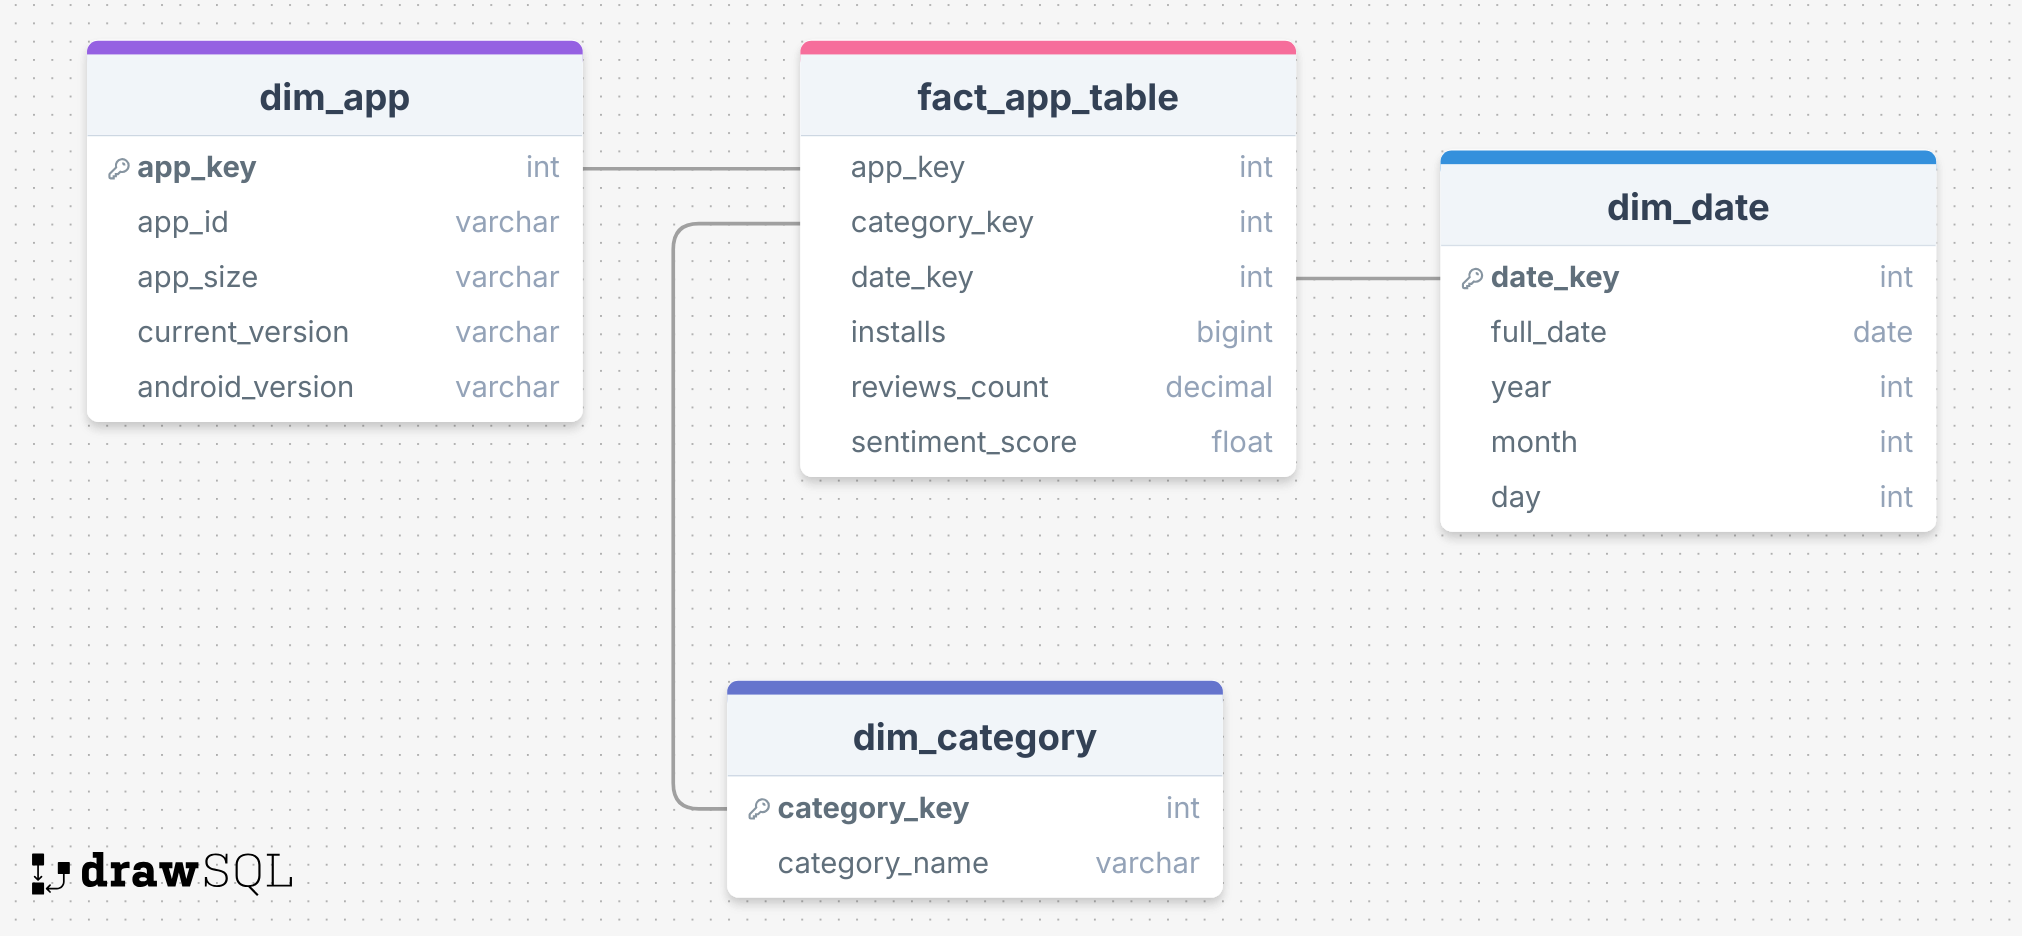 dim_app
app_key int
app_id varchar
app_size varchar
current_version varchar
android_version varchar
fact_app_table
app_key int
category_key int
date_key int
installs bigint
reviews_count decimal
sentiment_score float
dim_date
date_key int
full_date date
year int
month int
day int
dim_category
category_key int
category_name varchar
drawSQL